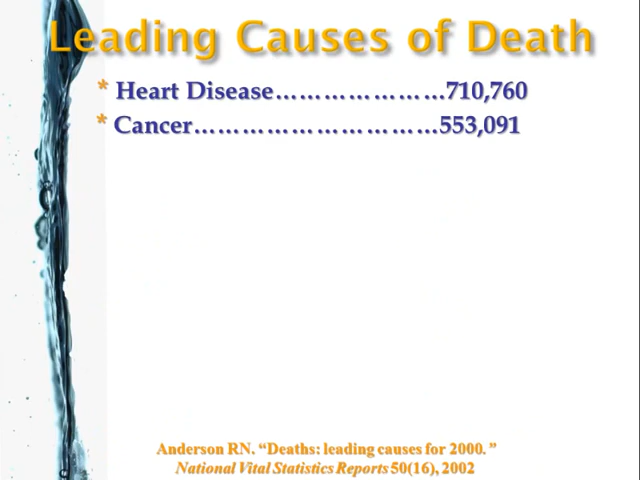 Leading Causes of Death
* Heart Disease…………………710,760
* Cancer…………………………553,091
Anderson RN. “Deaths: leading causes for 2000.”
National Vital Statistics Reports 50(16), 2002